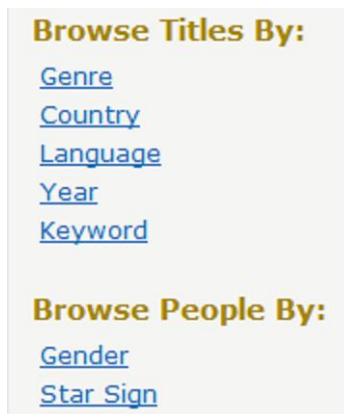 Browse Titles By:
Genre
Country
Language
Year
Keyword
Browse People By:
Gender
Star Sign